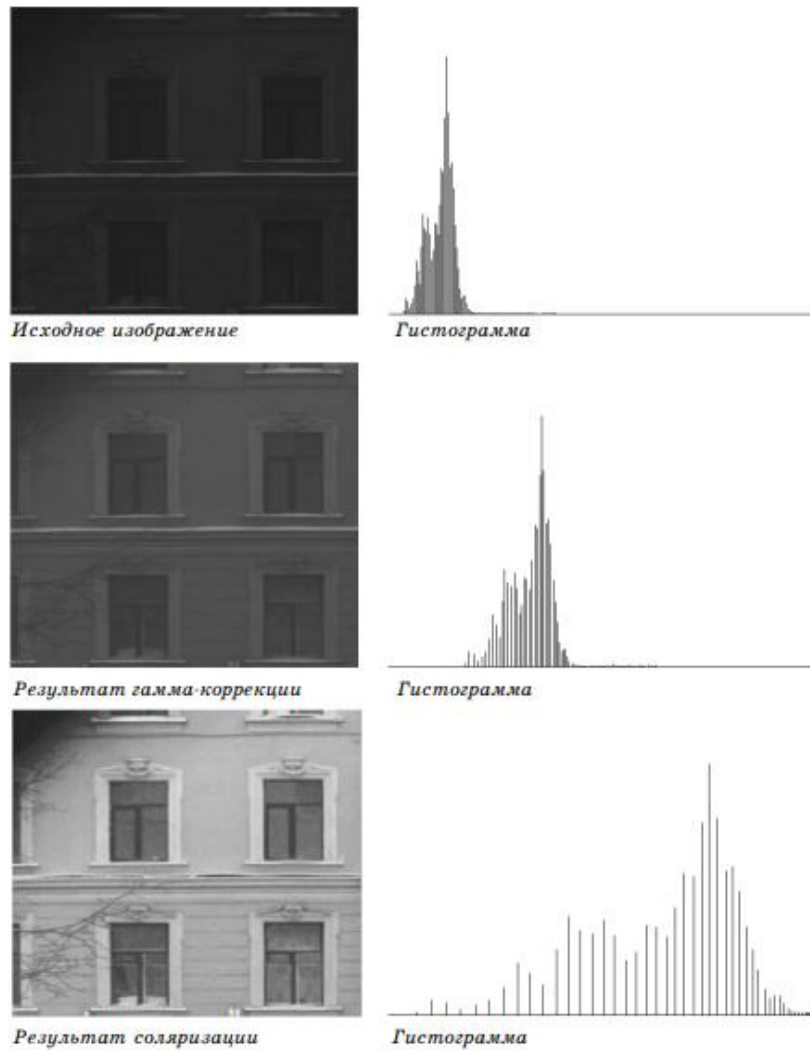 Исходное изображение
Гистограмма
Результат гамма-коррекции
Гистограмма
Результат соляризации
Гистограмма